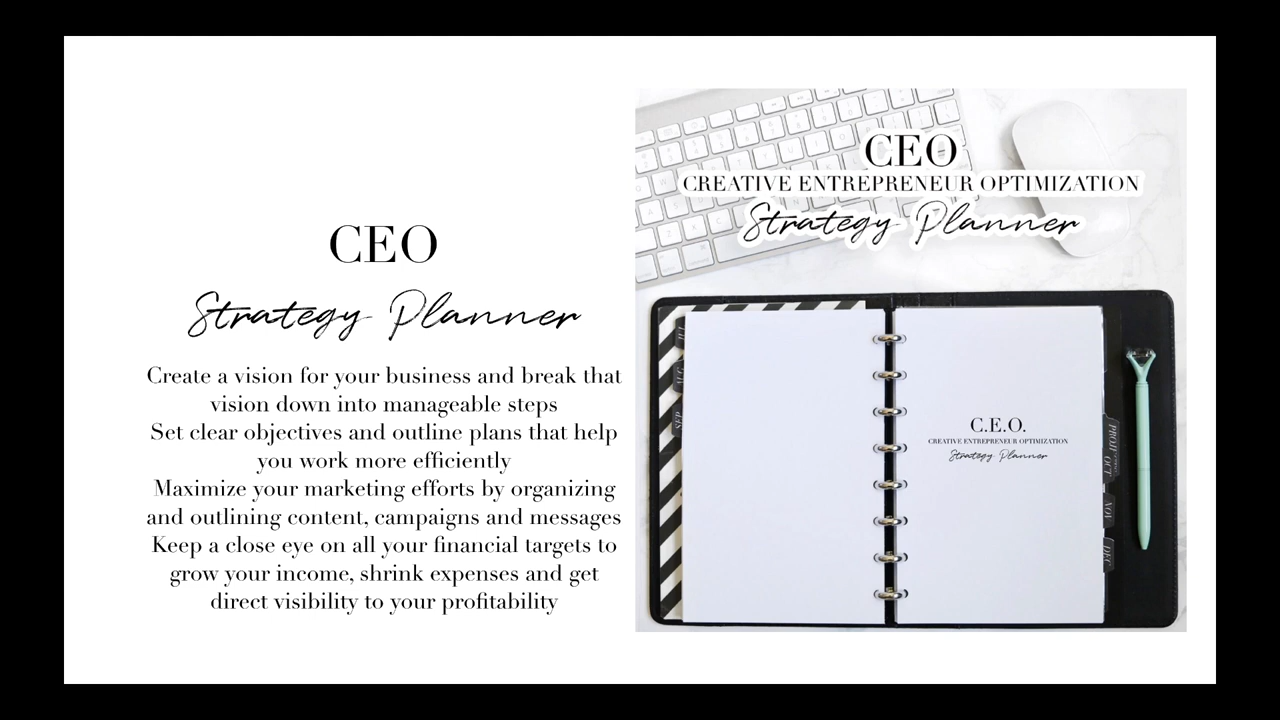 CEO
Strategy Planner
Create a vision for your business and break that
vision down into manageable steps
Set clear objectives and outline plans that help
you work more efficiently
Maximize your marketing efforts by organizing
and outlining content, campaigns and messages
Keep a close eye on all your financial targets to
grow your income, shrink expenses and get
direct visibility to your profitability
CEO
CREATIVE ENTREPRENEUR OPTIMIZATION
Strategy Planner
C.E.O.
CREATIVE ENTREPRENEUR OPTIMIZATION
Strategy Planner
JUL
AUG
SEP
OCT
NOV
DEC